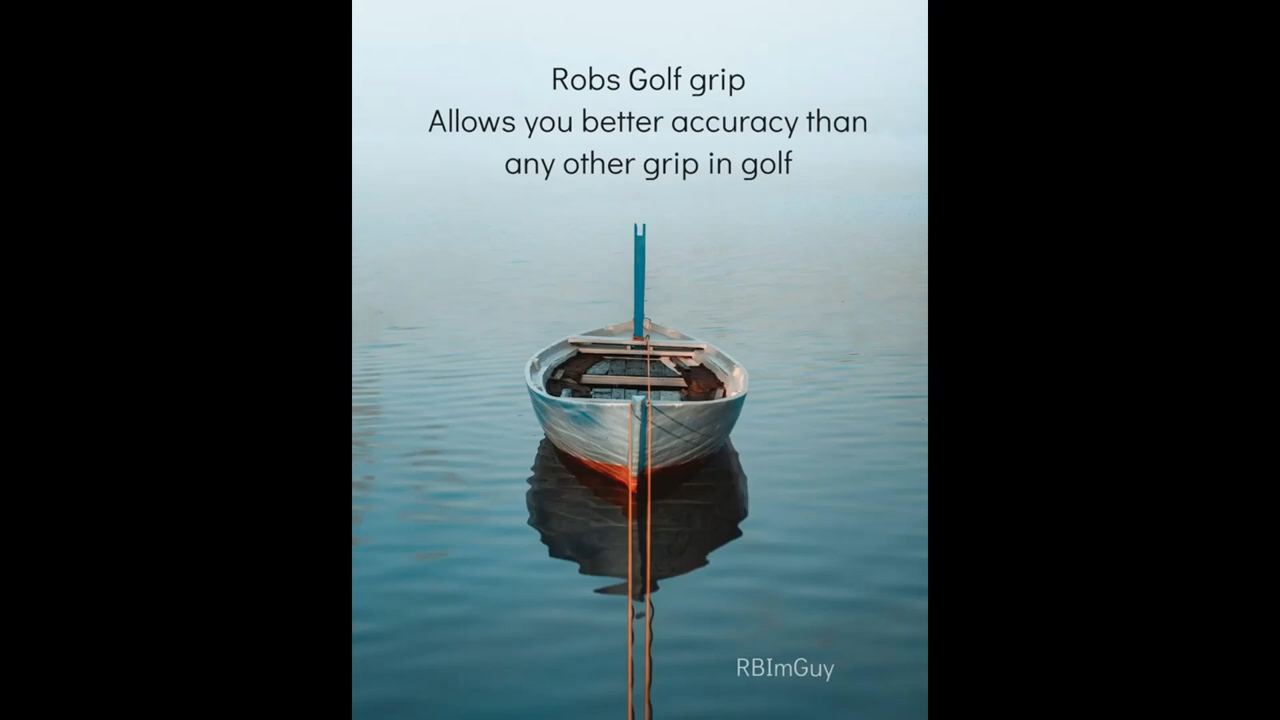 Robs Golf grip
Allows you better accuracy than
any other grip in golf
RBImGuy